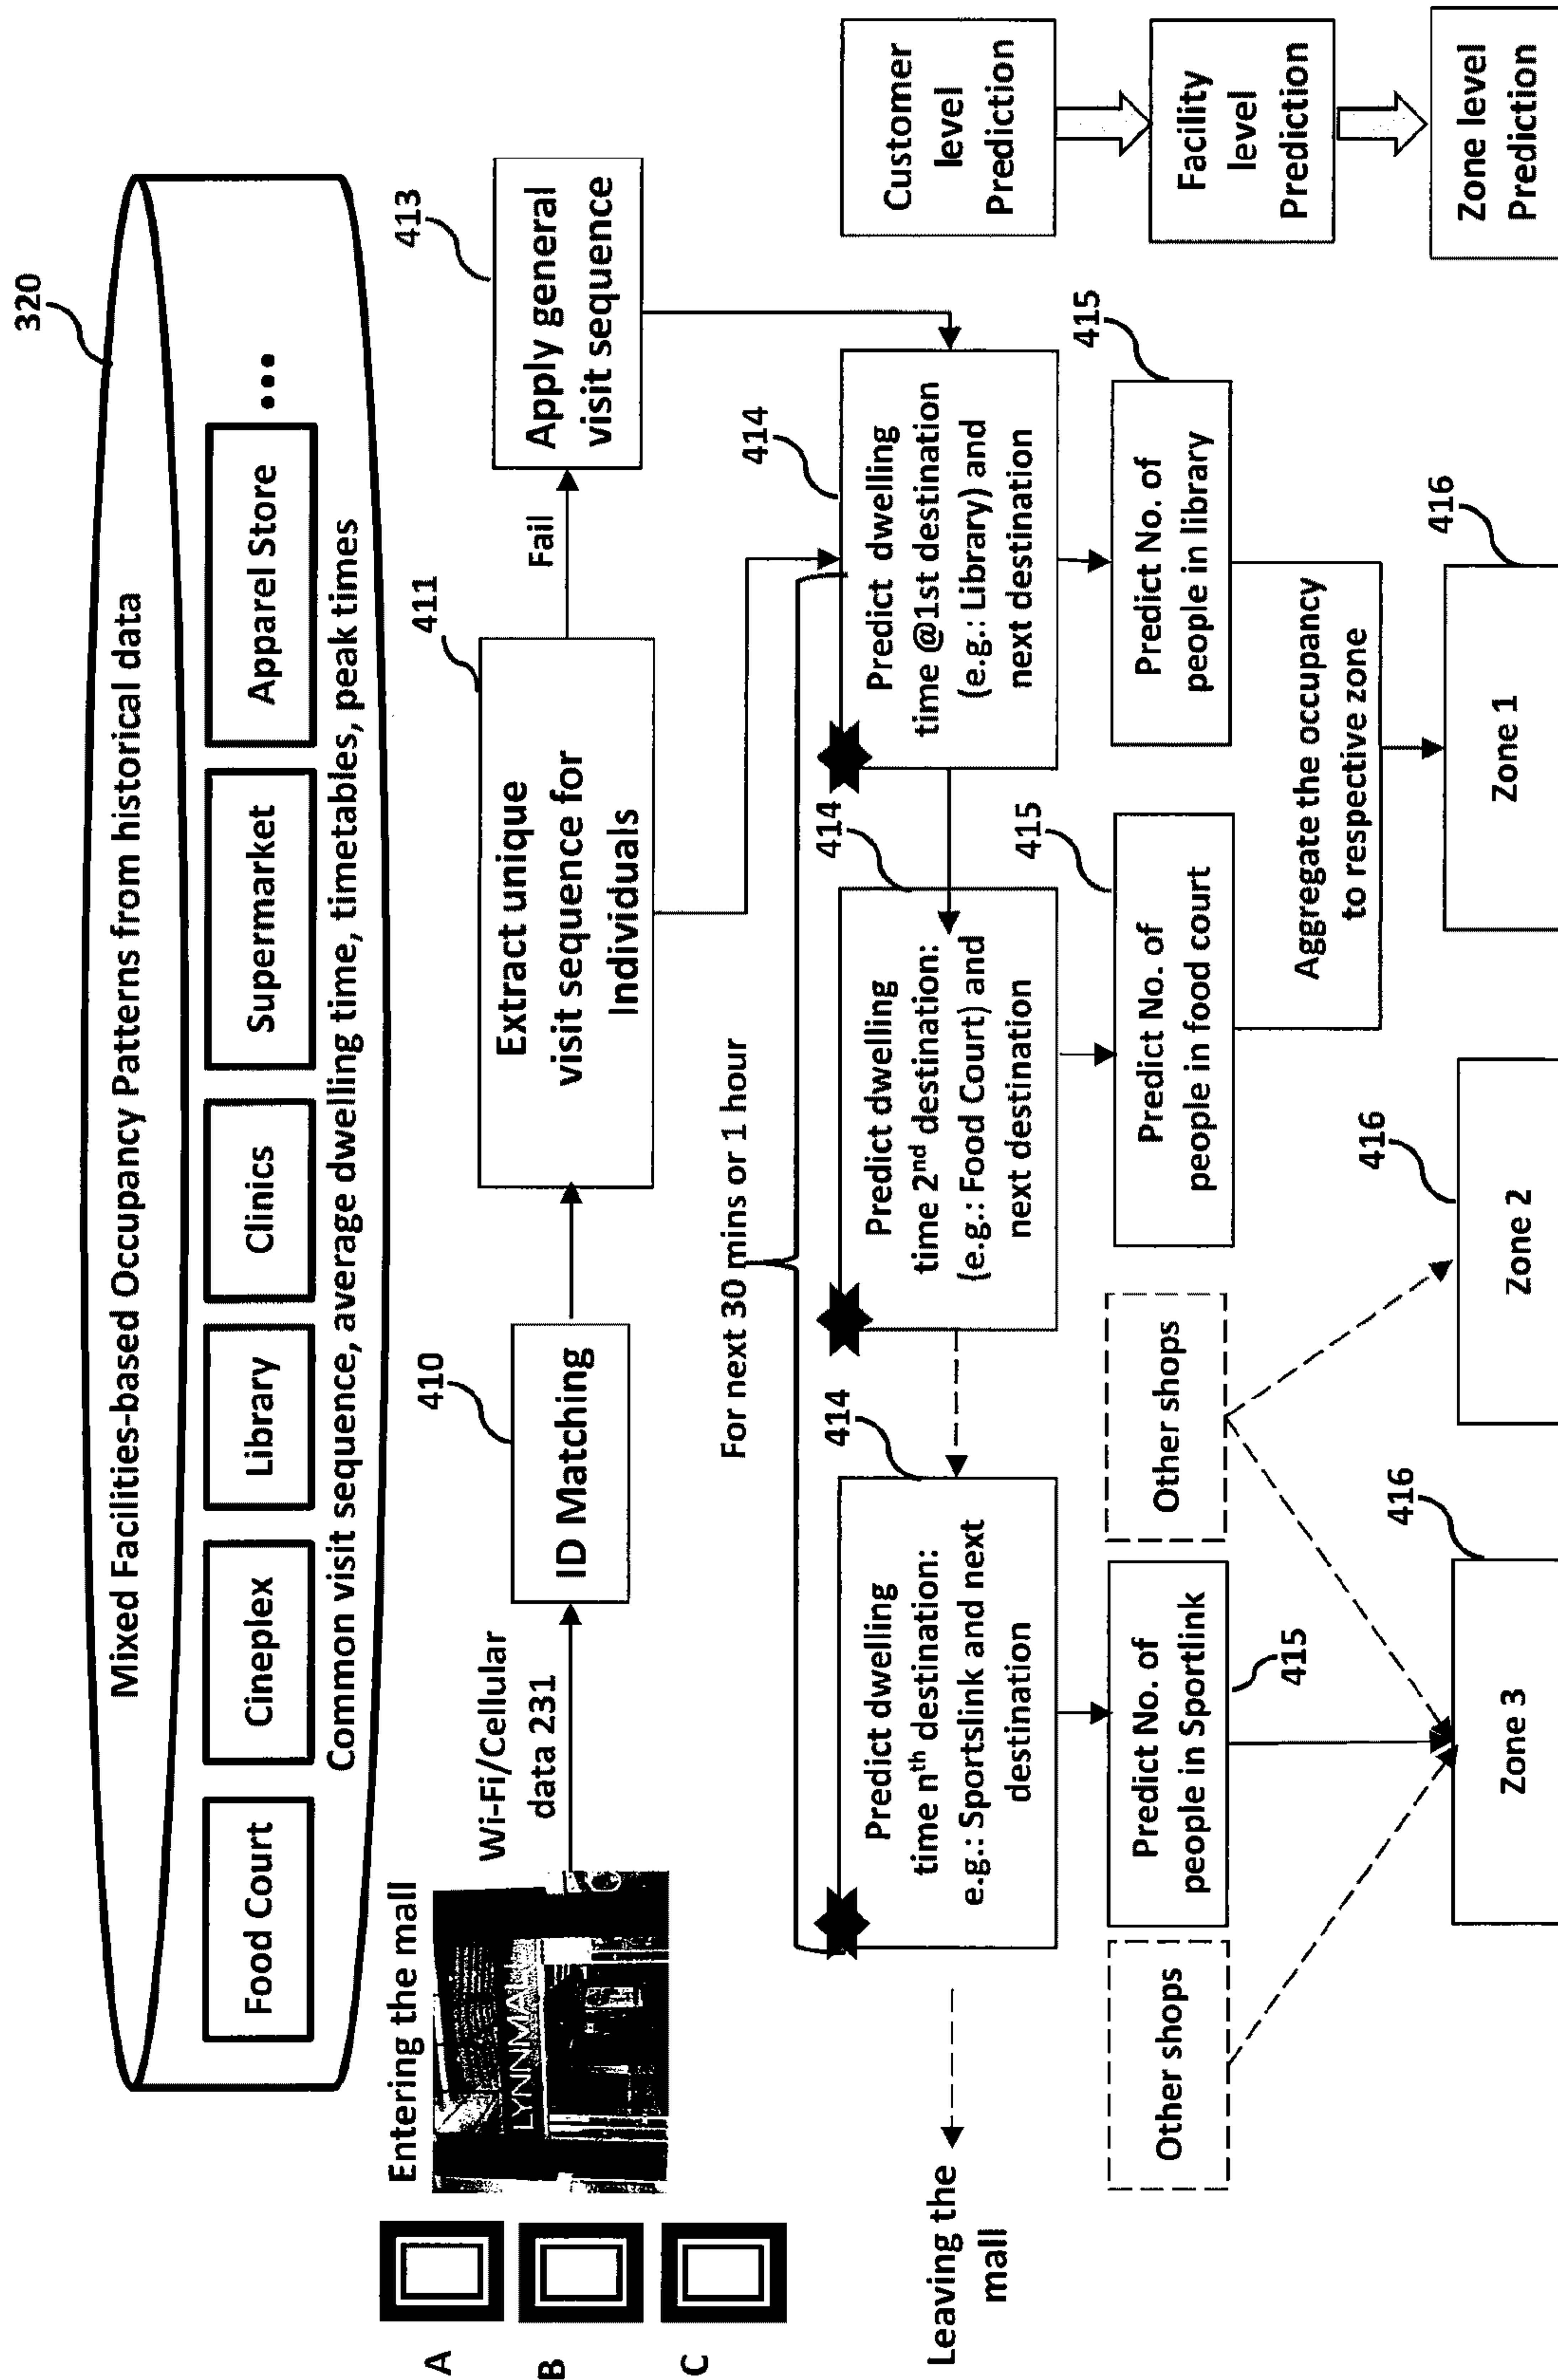 320
Mixed Facilities-based Occupancy Patterns from historical data
Food Court
Cineplex
Library
Clinics
Supermarket
Apparel Store
...
Common visit sequence, average dwelling time, timetables, peak times
A
B
C
Entering the mall
LYNNMALL
Wi-Fi/Cellular
data 231
410
ID Matching
411
Extract unique
visit sequence for
Individuals
Fail
413
Apply general
visit sequence
For next 30 mins or 1 hour
414
Predict dwelling
time @1st destination
(e.g.: Library) and
next destination
414
Predict dwelling
time 2nd destination:
(e.g.: Food Court) and
next destination
414
Predict dwelling
time nth destination:
e.g.: Sportslink and next
destination
Leaving the
mall
Customer
level
Prediction
415
Predict No. of
people in library
415
Predict No. of
people in food court
Other shops
Predict No. of
people in Sportlink
415
Other shops
Facility
level
Prediction
Aggregate the occupancy
to respective zone
416
Zone 1
416
Zone 2
416
Zone 3
Zone level
Prediction